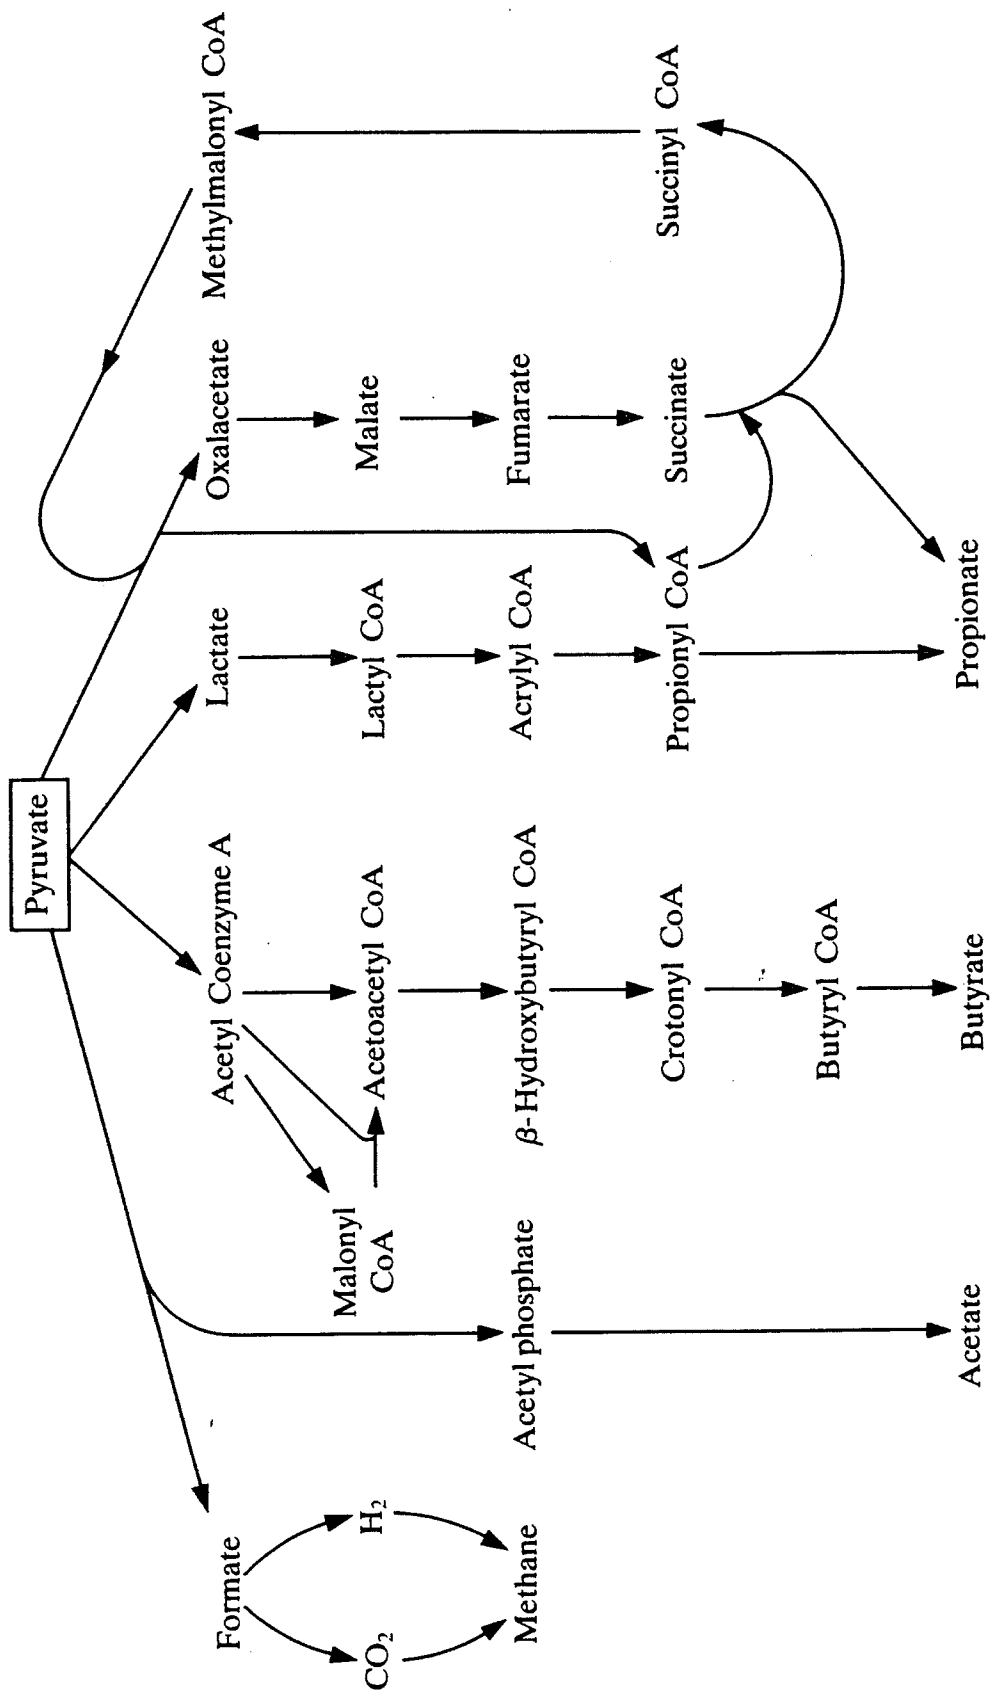 Pyruvate
Formate
Acetyl Coenzyme A
Lactate
Oxalacetate
Methylmalonyl CoA
CO₂
H₂
Malonyl
CoA
Acetoacetyl CoA
Lactyl CoA
Malate
Methane
Acetyl phosphate
β-Hydroxybutyryl CoA
Acrylyl CoA
Fumarate
Crotonyl CoA
Propionyl CoA
Succinate
Succinyl CoA
Butyryl CoA
Acetate
Butyrate
Propionate